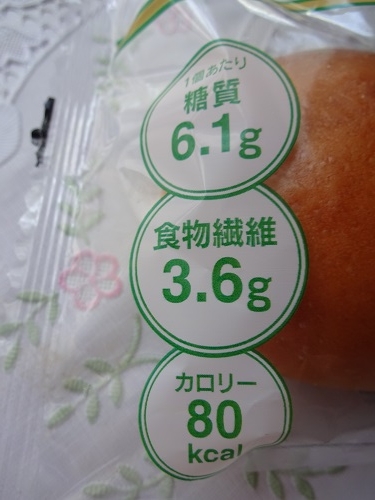 1個あたり
糖質
6.1g
食物繊維
3.6g
カロリー
80
kcal